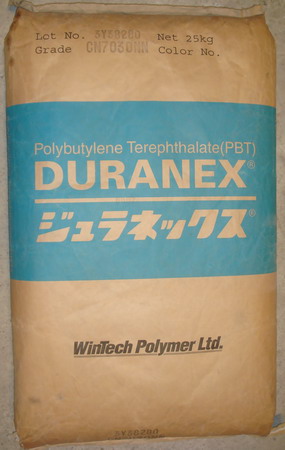 Lot No. 3Y30280 Net 25kg
Grade Color No.
Polybutylene Terephthalate(PBT)
DURANEX®
ジュラネックス®
WinTech Polymer Ltd.